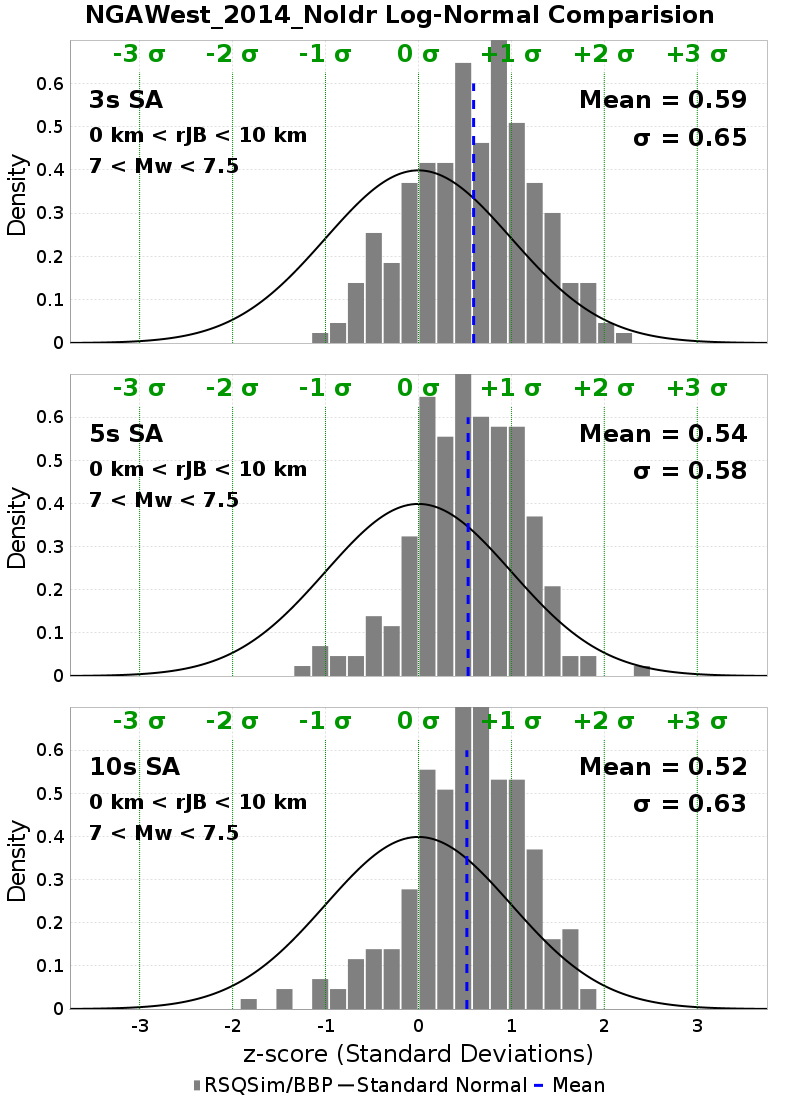 NGAWest_2014_NoIdr Log-Normal Comparision
-3 σ -2 σ -1 σ 0 σ +1 σ +2 σ +3 σ
3s SA
0 km < rJB < 10 km
7 < Mw < 7.5
Mean = 0.59
σ = 0.65
Density
0.6
0.5
0.4
0.3
0.2
0.1
0
-3 σ -2 σ -1 σ 0 σ +1 σ +2 σ +3 σ
5s SA
0 km < rJB < 10 km
7 < Mw < 7.5
Mean = 0.54
σ = 0.58
Density
0.6
0.5
0.4
0.3
0.2
0.1
0
-3 σ -2 σ -1 σ 0 σ +1 σ +2 σ +3 σ
10s SA
0 km < rJB < 10 km
7 < Mw < 7.5
Mean = 0.52
σ = 0.63
Density
0.6
0.5
0.4
0.3
0.2
0.1
0
-3 -2 -1 0 1 2 3
z-score (Standard Deviations)
RSQSim/BBP Standard Normal Mean